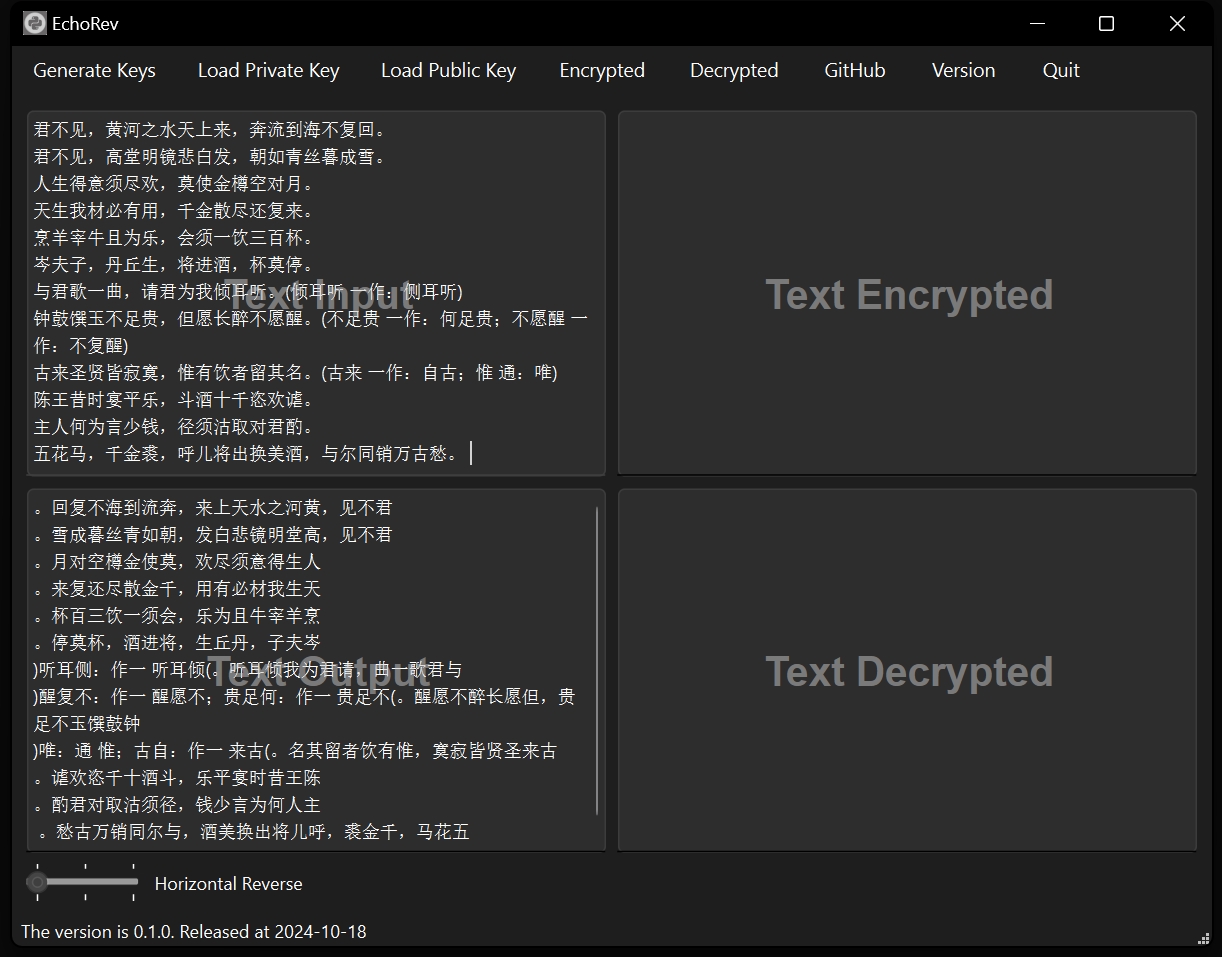 EchoRev
Generate Keys Load Private Key Load Public Key Encrypted Decrypted GitHub Version Quit
君不见，黄河之水天上来，奔流到海不复回。
君不见，高堂明镜悲白发，朝如青丝暮成雪。
人生得意须尽欢，莫使金樽空对月。
天生我材必有用，千金散尽还复来。
烹羊宰牛且为乐，会须一饮三百杯。
岑夫子，丹丘生，将进酒，杯莫停。
与君歌一曲，请君为我倾耳听。(倾耳听 一作：侧耳听)
钟鼓馔玉不足贵，但愿长醉不愿醒。(不足贵 一作：何足贵；不愿醒 一
作：不复醒)
古来圣贤皆寂寞，惟有饮者留其名。(古来 一作：自古；惟 通：唯)
陈王昔时宴平乐，斗酒十千恣欢谑。
主人何为言少钱，径须沽取对君酌。
五花马，千金裘，呼儿将出换美酒，与尔同销万古愁。
Text Input
Text Encrypted
。回复不海到流奔，来上天水之河黄，见不君
。雪成暮丝青如朝，发白悲镜明堂高，见不君
。月对空樽金使莫，欢尽须意得生人
。来复还尽散金千，用有必材我生天
。杯百三饮一须会，乐为且牛宰羊烹
。停莫杯，酒进将，生丘丹，子夫岑
)听耳侧：作一 听耳倾(。听耳倾我为君请，曲一歌君与
)醒复不：作一 醒愿不；贵足何：作一 贵足不(。醒愿不醉长愿但，贵
足不玉馔鼓钟
)唯：通 惟；古自：作一 来古(。名其留者饮有惟，寞寂皆贤圣来古
。谑欢恣千十酒斗，乐平宴时昔王陈
。酌君对取沽须径，钱少言为何人主
。愁古万销同尔与，酒美换出将儿呼，裘金千，马花五
Text Output
Text Decrypted
Horizontal Reverse
The version is 0.1.0. Released at 2024-10-18